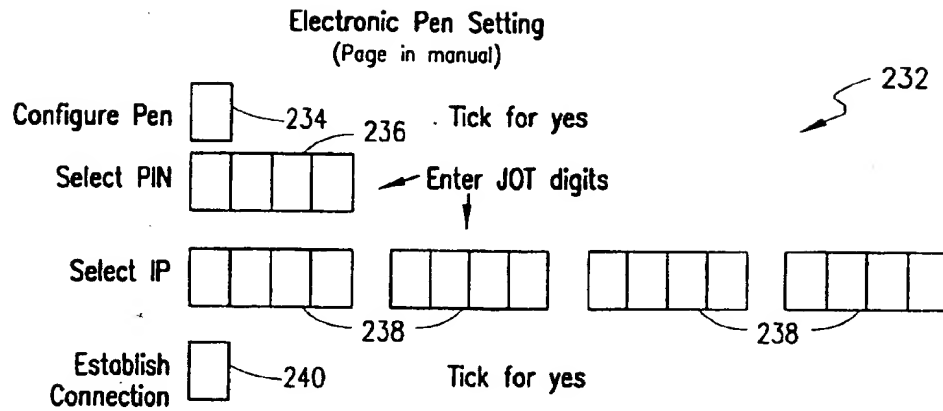 Electronic Pen Setting
(Page in manual)
232
Configure Pen 234 Tick for yes
236
Select PIN Enter JOT digits
Select IP
238 238
Establish
Connection 240 Tick for yes